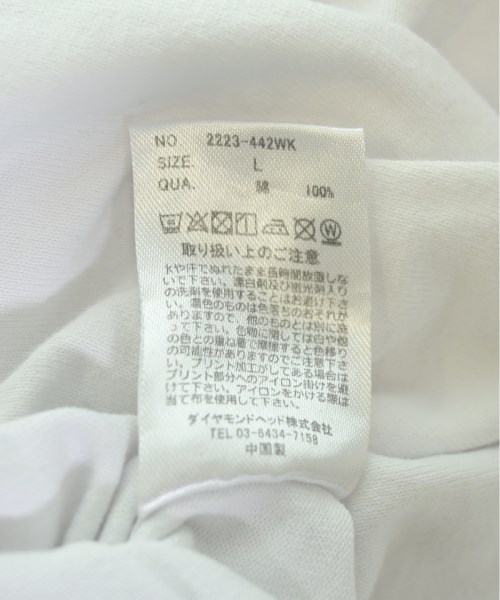 NO. 2223-442WK
SIZE. L
QUA. 綿 100%
取り扱い上のご注意
水や汗でぬれたまま長時間放置しな
いで下さい。漂白剤及び蛍光剤入り
の洗剤を使用することはお避け下さ
い。濃色のものは色落ちのおそれが
ありますので、他のものとは別に洗
って下さい。色物に関しては白や他
の色との重ね着で摩擦すると色移り
の可能性がありますのでご注意下さ
い。プリント加工がしてある場合は
プリント部分へのアイロン掛けを避
けて下さい。アイロンをかける際は
当て布を使用して下さい。
ダイヤモンドヘッド株式会社
TEL 03-6434-7158
中国製